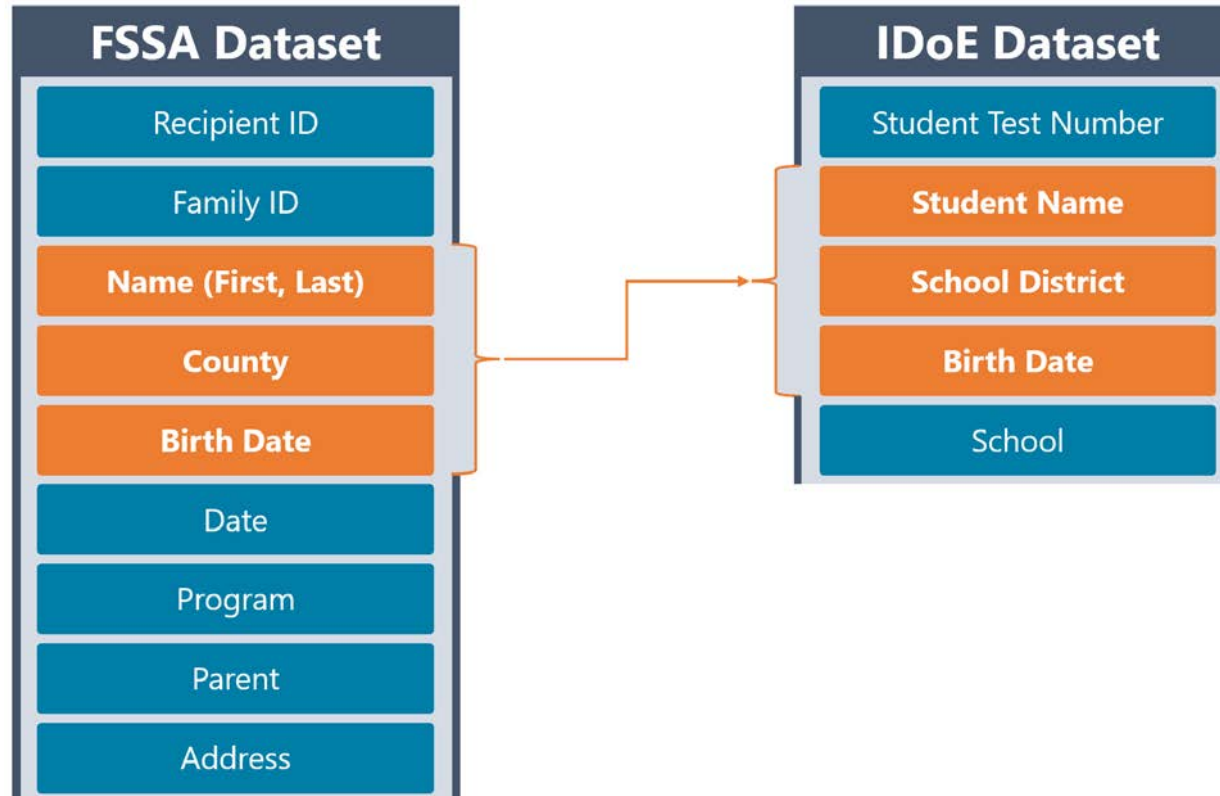 FSSA Dataset
Recipient ID
Family ID
Name (First, Last)
County
Birth Date
Date
Program
Parent
Address
IDoE Dataset
Student Test Number
Student Name
School District
Birth Date
School